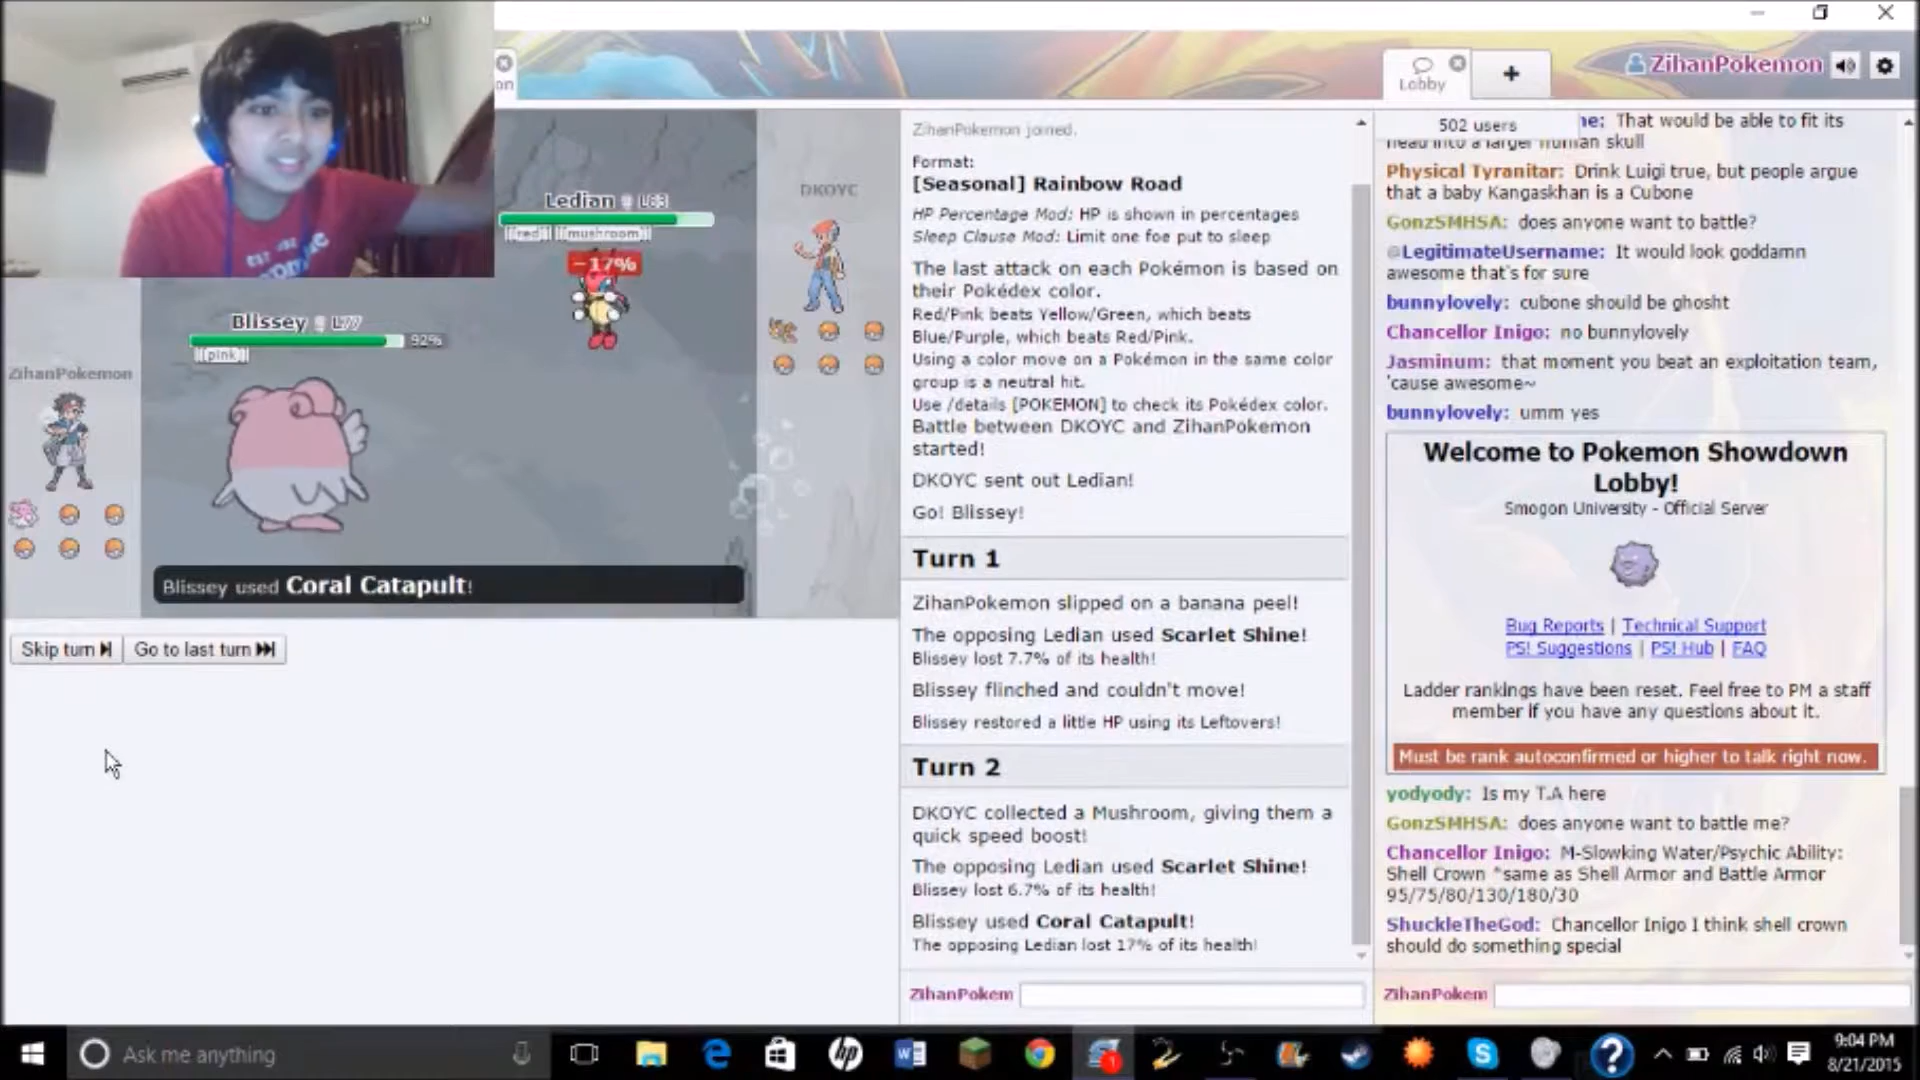 on
Lobby
+
ZihanPokemon
Ledian L63
[[red]] [[mushroom]]
-17%
DKOYC
Blissey L77
92%
[[pink]]
ZihanPokemon
Blissey used Coral Catapult!
Skip turn
Go to last turn
ZihanPokemon joined.
Format:
[Seasonal] Rainbow Road
HP Percentage Mod: HP is shown in percentages
Sleep Clause Mod: Limit one foe put to sleep
The last attack on each Pokémon is based on
their Pokédex color.
Red/Pink beats Yellow/Green, which beats
Blue/Purple, which beats Red/Pink.
Using a color move on a Pokémon in the same color
group is a neutral hit.
Use /details [POKEMON] to check its Pokédex color.
Battle between DKOYC and ZihanPokemon
started!
DKOYC sent out Ledian!
Go! Blissey!
Turn 1
ZihanPokemon slipped on a banana peel!
The opposing Ledian used Scarlet Shine!
Blissey lost 7.7% of its health!
Blissey flinched and couldn't move!
Blissey restored a little HP using its Leftovers!
Turn 2
DKOYC collected a Mushroom, giving them a
quick speed boost!
The opposing Ledian used Scarlet Shine!
Blissey lost 6.7% of its health!
Blissey used Coral Catapult!
The opposing Ledian lost 17% of its health!
ZihanPokem
502 users
ne: That would be able to fit its
head into a larger human skull
Physical Tyranitar: Drink Luigi true, but people argue
that a baby Kangaskhan is a Cubone
GonzSMHSA: does anyone want to battle?
@LegitimateUsername: It would look goddamn
awesome that's for sure
bunnylovely: cubone should be ghosht
Chancellor Inigo: no bunnylovely
Jasminum: that moment you beat an exploitation team,
'cause awesome~
bunnylovely: umm yes
Welcome to Pokemon Showdown
Lobby!
Smogon University - Official Server
Bug Reports | Technical Support
PS! Suggestions | PS! Hub | FAQ
Ladder rankings have been reset. Feel free to PM a staff
member if you have any questions about it.
Must be rank autoconfirmed or higher to talk right now.
yodyody: Is my T.A here
GonzSMHSA: does anyone want to battle me?
Chancellor Inigo: M-Slowking Water/Psychic Ability:
Shell Crown *same as Shell Armor and Battle Armor
95/75/80/130/180/30
ShuckleTheGod: Chancellor Inigo I think shell crown
should do something special
ZihanPokem
Ask me anything
9:04 PM
8/21/2015